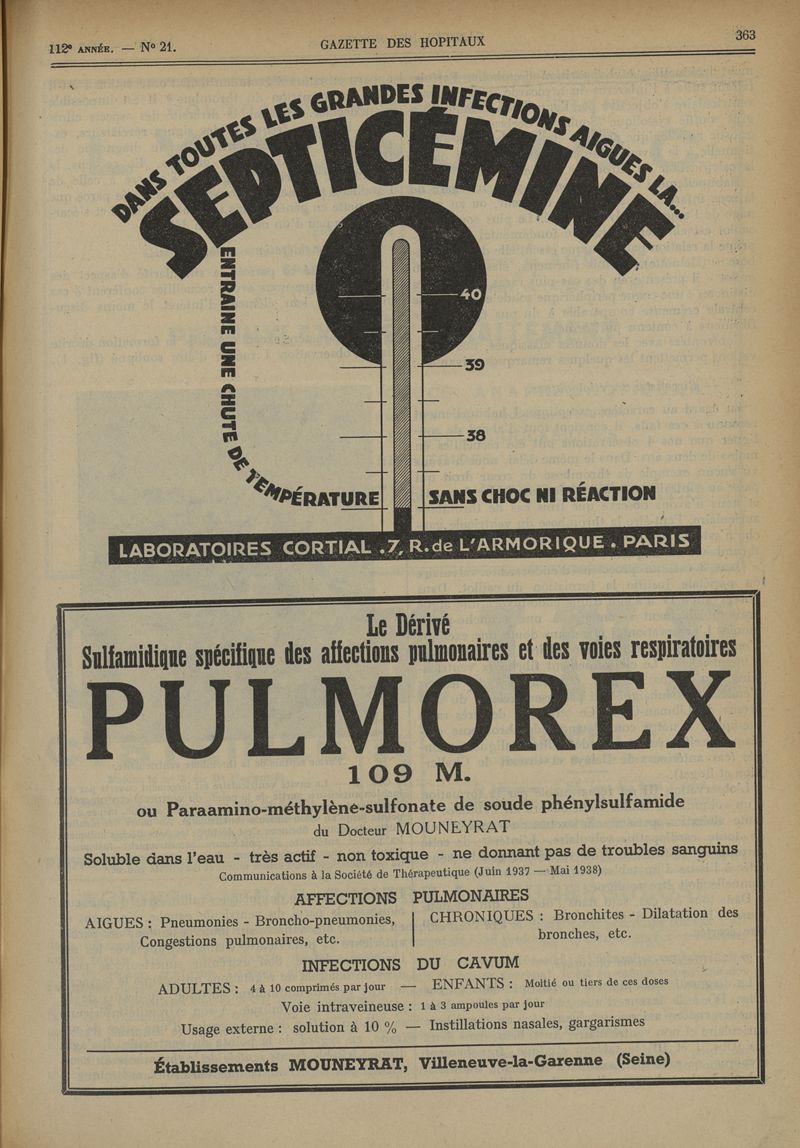 112e ANNÉE. — No 21.
GAZETTE DES HOPITAUX
363
DANS TOUTES LES GRANDES INFECTIONS AIGUES LA...
SEPTICÉMINE
ENTRAINE UNE CHUTE DE TEMPÉRATURE
40
39
38
SANS CHOC NI RÉACTION
LABORATOIRES CORTIAL . 7, R. de L'ARMORIQUE . PARIS
Le Dérivé
Sulfamidique spécifique des affections pulmonaires et des voies respiratoires
PULMOREX
109 M.
ou Paraamino-méthylène-sulfonate de soude phénylsulfamide
du Docteur MOUNEYRAT
Soluble dans l'eau - très actif - non toxique - ne donnant pas de troubles sanguins
Communications à la Société de Thérapeutique (Juin 1937 — Mai 1938)
AFFECTIONS PULMONAIRES
AIGUES : Pneumonies - Broncho-pneumonies,
Congestions pulmonaires, etc.
CHRONIQUES : Bronchites - Dilatation des
bronches, etc.
INFECTIONS DU CAVUM
ADULTES : 4 à 10 comprimés par jour — ENFANTS : Moitié ou tiers de ces doses
Voie intraveineuse : 1 à 3 ampoules par jour
Usage externe : solution à 10 % — Instillations nasales, gargarismes
Établissements MOUNEYRAT, Villeneuve-la-Garenne (Seine)